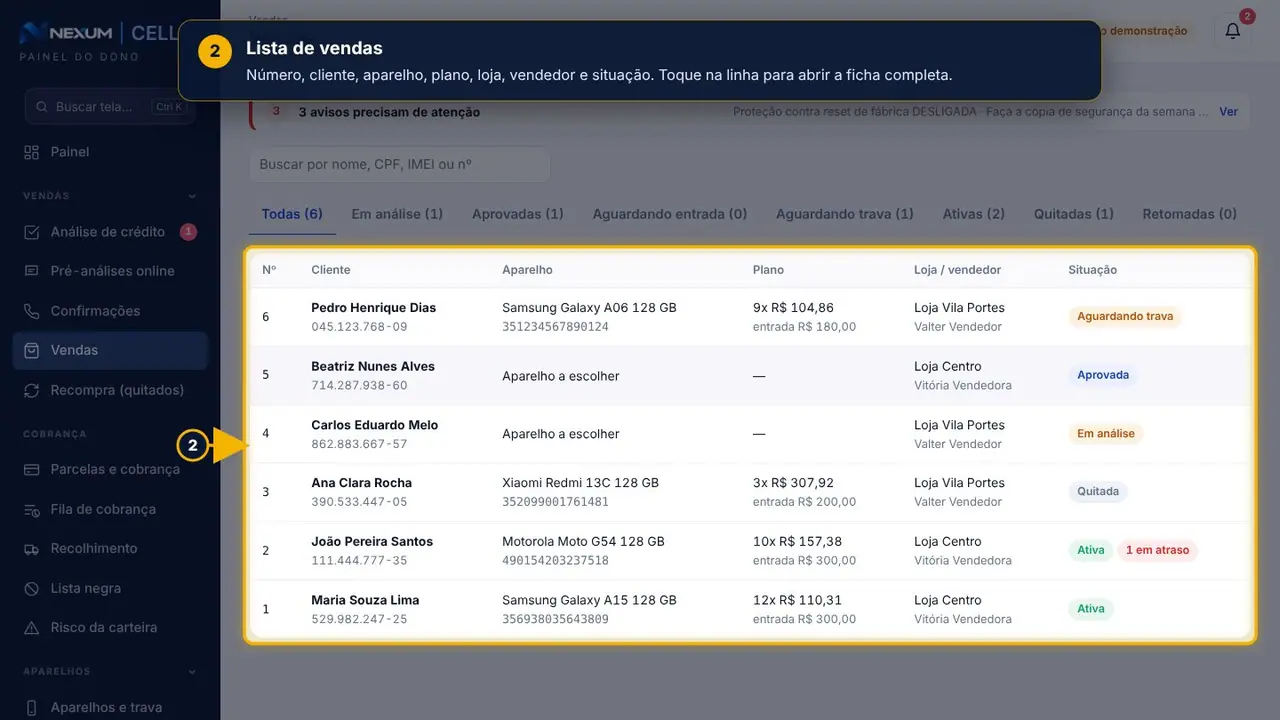 NEXUM | CELL
PAINEL DO DONO
Buscar tela... Ctrl K
Painel
VENDAS
Análise de crédito 1
Pré-análises online
Confirmações
Vendas
Recompra (quitados)
COBRANÇA
Parcelas e cobrança
Fila de cobrança
Recolhimento
Lista negra
Risco da carteira
APARELHOS
Aparelhos e trava
Vendas
demonstração
2
2
Lista de vendas
Número, cliente, aparelho, plano, loja, vendedor e situação. Toque na linha para abrir a ficha completa.
3 3 avisos precisam de atenção Proteção contra reset de fábrica DESLIGADA · Faça a cópia de segurança da semana ... Ver
Buscar por nome, CPF, IMEI ou nº
Todas (6) Em análise (1) Aprovadas (1) Aguardando entrada (0) Aguardando trava (1) Ativas (2) Quitadas (1) Retomadas (0)
2
Nº Cliente Aparelho Plano Loja / vendedor Situação
6 Pedro Henrique Dias Samsung Galaxy A06 128 GB 9x R$ 104,86 Loja Vila Portes Aguardando trava
045.123.768-09 351234567890124 entrada R$ 180,00 Valter Vendedor
5 Beatriz Nunes Alves Aparelho a escolher — Loja Centro Aprovada
714.287.938-60 Vitória Vendedora
4 Carlos Eduardo Melo Aparelho a escolher — Loja Vila Portes Em análise
862.883.667-57 Valter Vendedor
3 Ana Clara Rocha Xiaomi Redmi 13C 128 GB 3x R$ 307,92 Loja Vila Portes Quitada
390.533.447-05 352099001761481 entrada R$ 200,00 Valter Vendedor
2 João Pereira Santos Motorola Moto G54 128 GB 10x R$ 157,38 Loja Centro Ativa 1 em atraso
111.444.777-35 490154203237518 entrada R$ 300,00 Vitória Vendedora
1 Maria Souza Lima Samsung Galaxy A15 128 GB 12x R$ 110,31 Loja Centro Ativa
529.982.247-25 356938035643809 entrada R$ 300,00 Vitória Vendedora